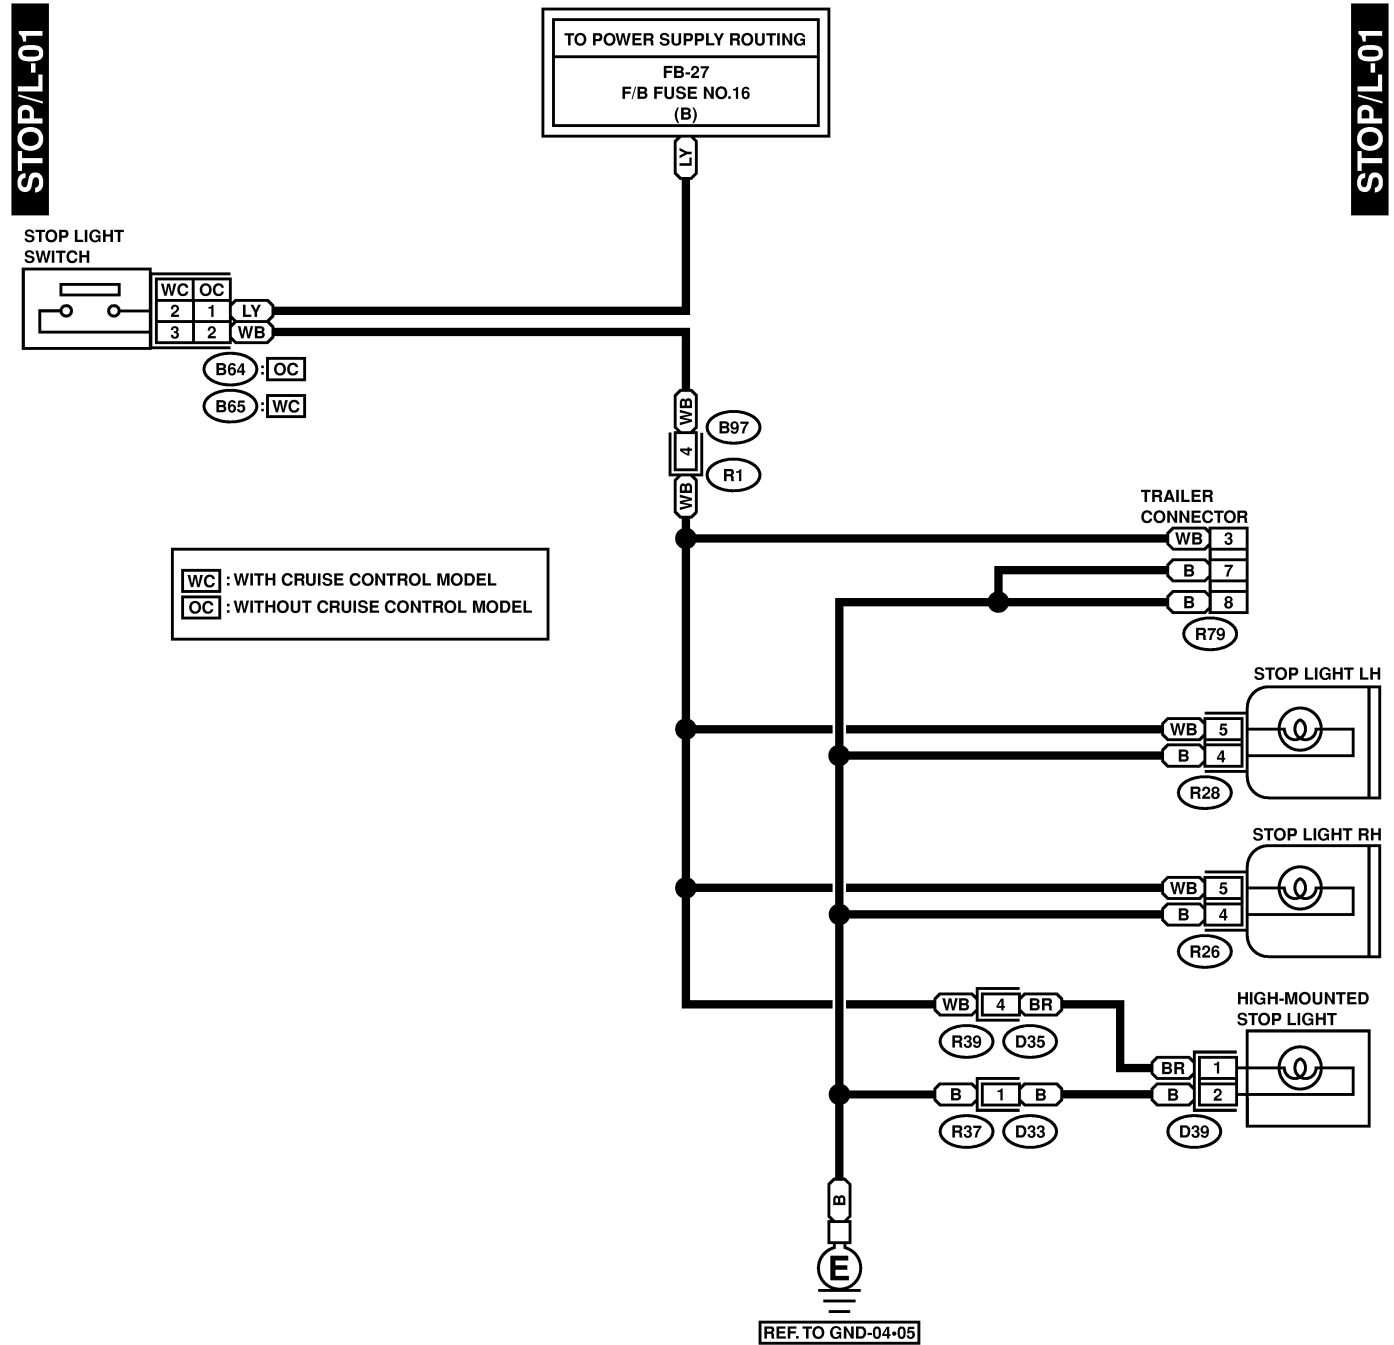 STOP/L-01
STOP/L-01
TO POWER SUPPLY ROUTING
FB-27
F/B FUSE NO.16
(B)
LY
STOP LIGHT
SWITCH
WC OC
2 1 LY
3 2 WB
B64 : OC
B65 : WC
WB
B97
4
R1
WB
TRAILER
CONNECTOR
WB 3
B 7
B 8
R79
WC : WITH CRUISE CONTROL MODEL
OC : WITHOUT CRUISE CONTROL MODEL
STOP LIGHT LH
WB 5
B 4
R28
STOP LIGHT RH
WB 5
B 4
R26
HIGH-MOUNTED
STOP LIGHT
WB 4 BR
R39 D35
BR 1
B 1 B
B 2
R37 D33
D39
B
E
REF. TO GND-04•05